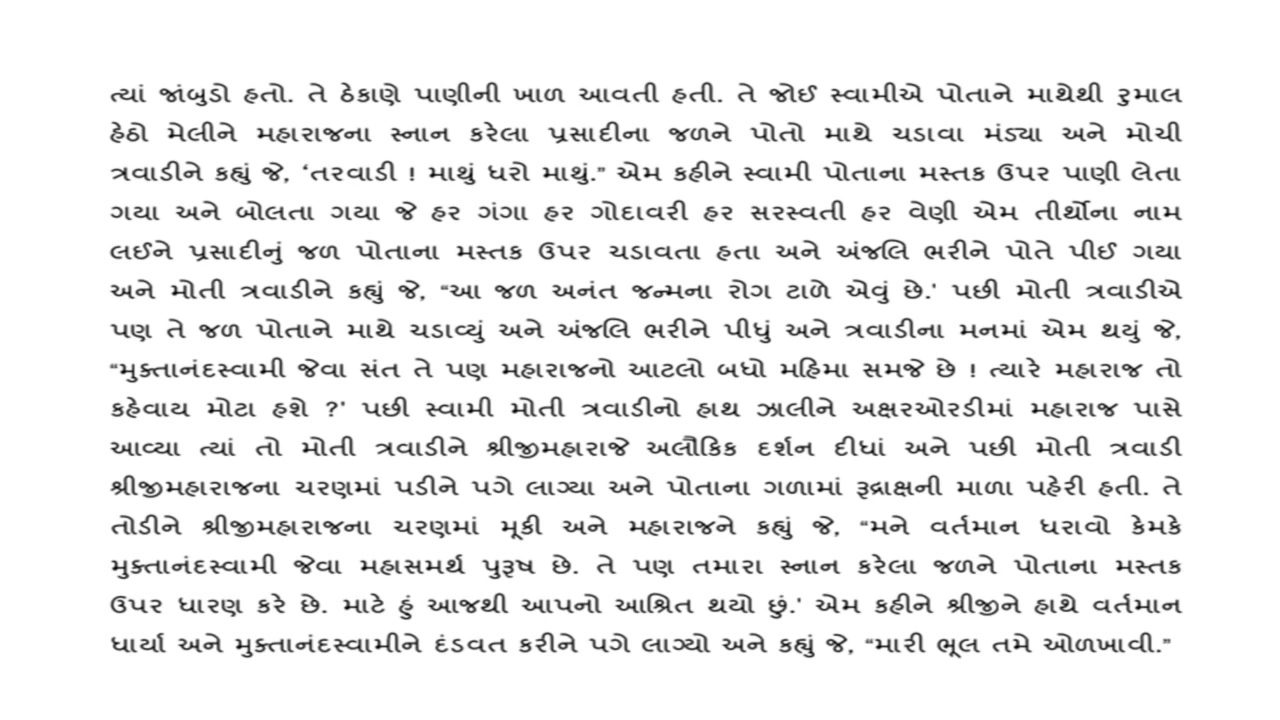 ત્યાં જાંબુડો હતો. તે ઠેકાણે પાણીની ખાળ આવતી હતી. તે જોઈ સ્વામીએ પોતાને માથેથી રુમાલ
હેઠો મેલીને મહારાજના સ્નાન કરેલા પ્રસાદીના જળને પોતો માથે ચડાવા મંડ્યા અને મોચી
ત્રવાડીને કહ્યું જે, ‘તરવાડી ! માથું ધરો માથું.” એમ કહીને સ્વામી પોતાના મસ્તક ઉપર પાણી લેતા
ગયા અને બોલતા ગયા જે હર ગંગા હર ગોદાવરી હર સરસ્વતી હર વેણી એમ તીર્થોના નામ
લઈને પ્રસાદીનું જળ પોતાના મસ્તક ઉપર ચડાવતા હતા અને અંજલિ ભરીને પોતે પીઈ ગયા
અને મોતી ત્રવાડીને કહ્યું જે, “આ જળ અનંત જન્મના રોગ ટાળે એવું છે.' પછી મોતી ત્રવાડીએ
પણ તે જળ પોતાને માથે ચડાવ્યું અને અંજલિ ભરીને પીધું અને ત્રવાડીના મનમાં એમ થયું જે,
“મુક્તાનંદસ્વામી જેવા સંત તે પણ મહારાજનો આટલો બધો મહિમા સમજે છે ! ત્યારે મહારાજ તો
કહેવાય મોટા હશે ?' પછી સ્વામી મોતી ત્રવાડીનો હાથ ઝાલીને અક્ષરઓરડીમાં મહારાજ પાસે
આવ્યા ત્યાં તો મોતી ત્રવાડીને શ્રીજીમહારાજે અલૌકિક દર્શન દીધાં અને પછી મોતી ત્રવાડી
શ્રીજીમહારાજના ચરણમાં પડીને પગે લાગ્યા અને પોતાના ગળામાં રૂદ્રાક્ષની માળા પહેરી હતી. તે
તોડીને શ્રીજીમહારાજના ચરણમાં મૂકી અને મહારાજને કહ્યું જે, “મને વર્તમાન ધરાવો કેમકે
મુક્તાનંદસ્વામી જેવા મહાસમર્થ પુરૂષ છે. તે પણ તમારા સ્નાન કરેલા જળને પોતાના મસ્તક
ઉપર ધારણ કરે છે. માટે હું આજથી આપનો આશ્રિત થયો છું.' એમ કહીને શ્રીજીને હાથે વર્તમાન
ધાર્યા અને મુક્તાનંદસ્વામીને દંડવત કરીને પગે લાગ્યો અને કહ્યું જે, “મારી ભૂલ તમે ઓળખાવી.”